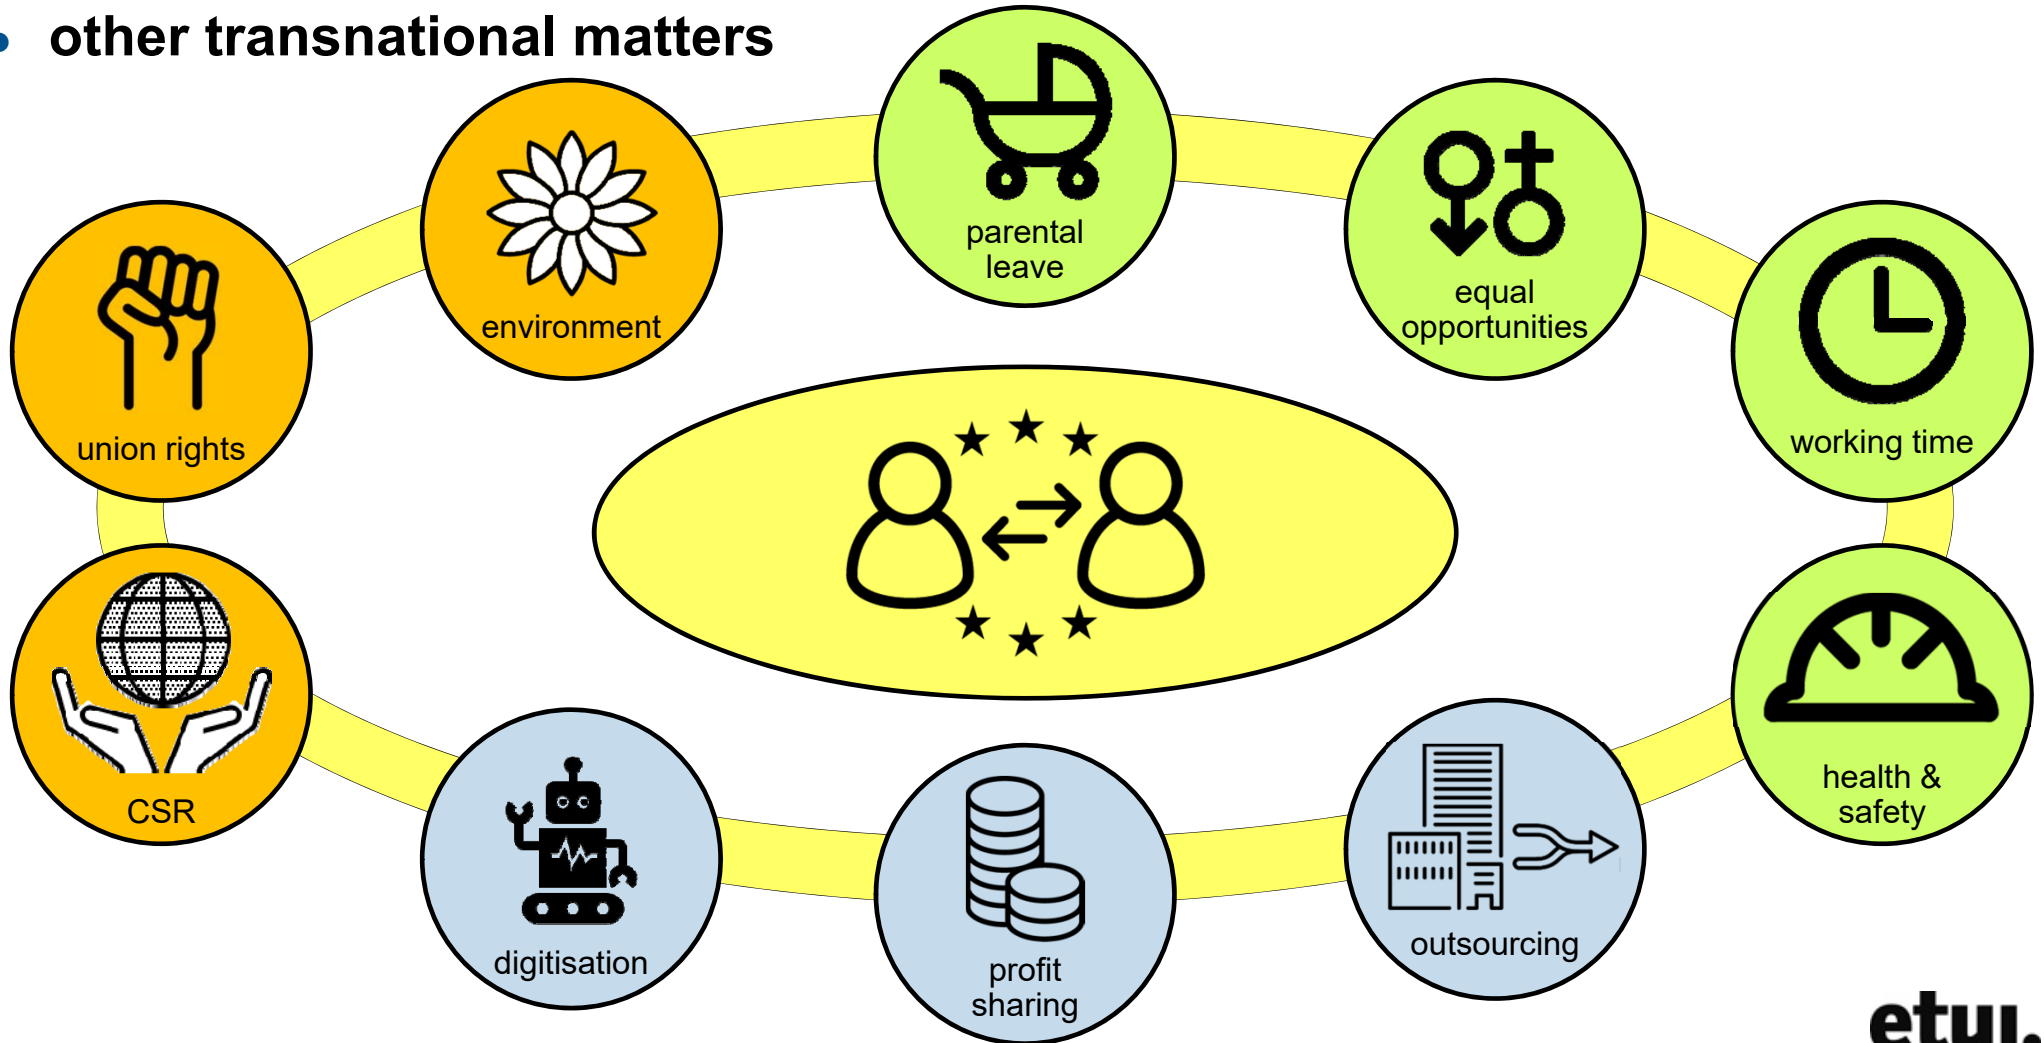 • other transnational matters
parental
leave
environment
equal
opportunities
union rights
working time
CSR
health &
safety
digitisation
profit
sharing
outsourcing
etui.